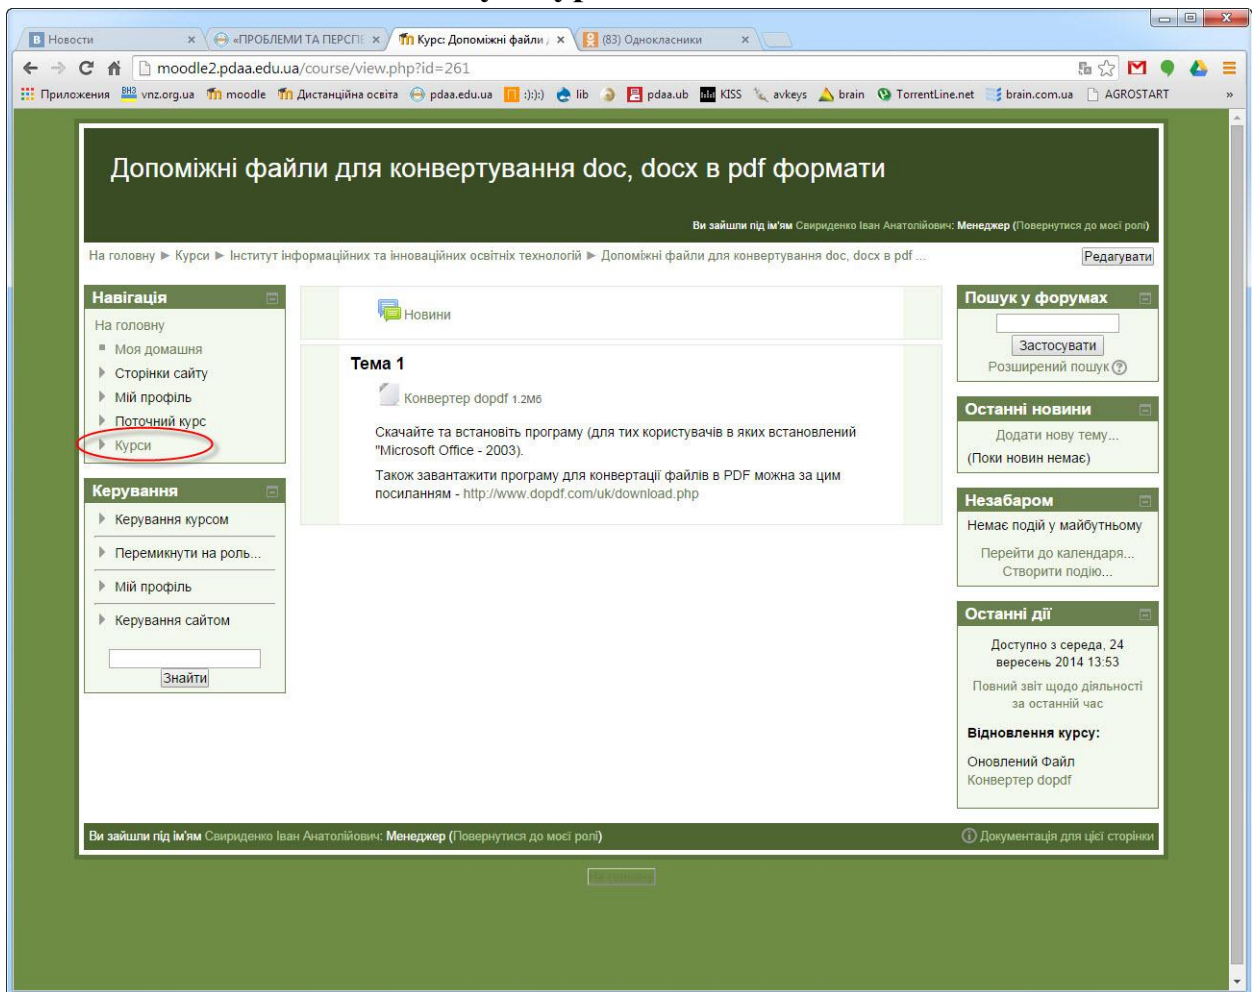 Новости
«ПРОБЛЕМИ ТА ПЕРСПЕ
Курс: Допоміжні файли д
(83) Однокласники
moodle2.pdaa.edu.ua/course/view.php?id=261
Приложения vnz.org.ua moodle Дистанційна освіта pdaa.edu.ua :):):) lib pdaa.ub KISS avkeys brain TorrentLine.net brain.com.ua AGROSTART »
Допоміжні файли для конвертування doc, docx в pdf формати
Ви зайшли під ім'ям Свириденко Іван Анатолійович: Менеджер (Повернутися до моєї ролі)
На головну ► Курси ► Інститут інформаційних та інноваційних освітніх технологій ► Допоміжні файли для конвертування doc, docx в pdf ...
Редагувати
Навігація
На головну
Моя домашня
Сторінки сайту
Мій профіль
Поточний курс
Курси
Керування
Керування курсом
Перемикнути на роль...
Мій профіль
Керування сайтом
Знайти
Новини
Тема 1
Конвертер dopdf 1.2Мб
Скачайте та встановіть програму (для тих користувачів в яких встановлений
"Microsoft Office - 2003).
Також завантажити програму для конвертації файлів в PDF можна за цим
посиланням - http://www.dopdf.com/uk/download.php
Пошук у форумах
Застосувати
Розширений пошук
Останні новини
Додати нову тему...
(Поки новин немає)
Незабаром
Немає подій у майбутньому
Перейти до календаря...
Створити подію...
Останні дії
Доступно з середа, 24
вересень 2014 13:53
Повний звіт щодо діяльності
за останній час
Відновлення курсу:
Оновлений Файл
Конвертер dopdf
Ви зайшли під ім'ям Свириденко Іван Анатолійович: Менеджер (Повернутися до моєї ролі)
Документація для цієї сторінки
На головну